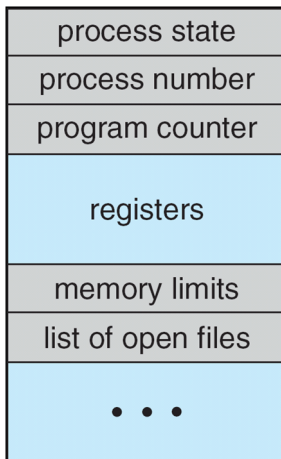 process state
process number
program counter
registers
memory limits
list of open files
• • •